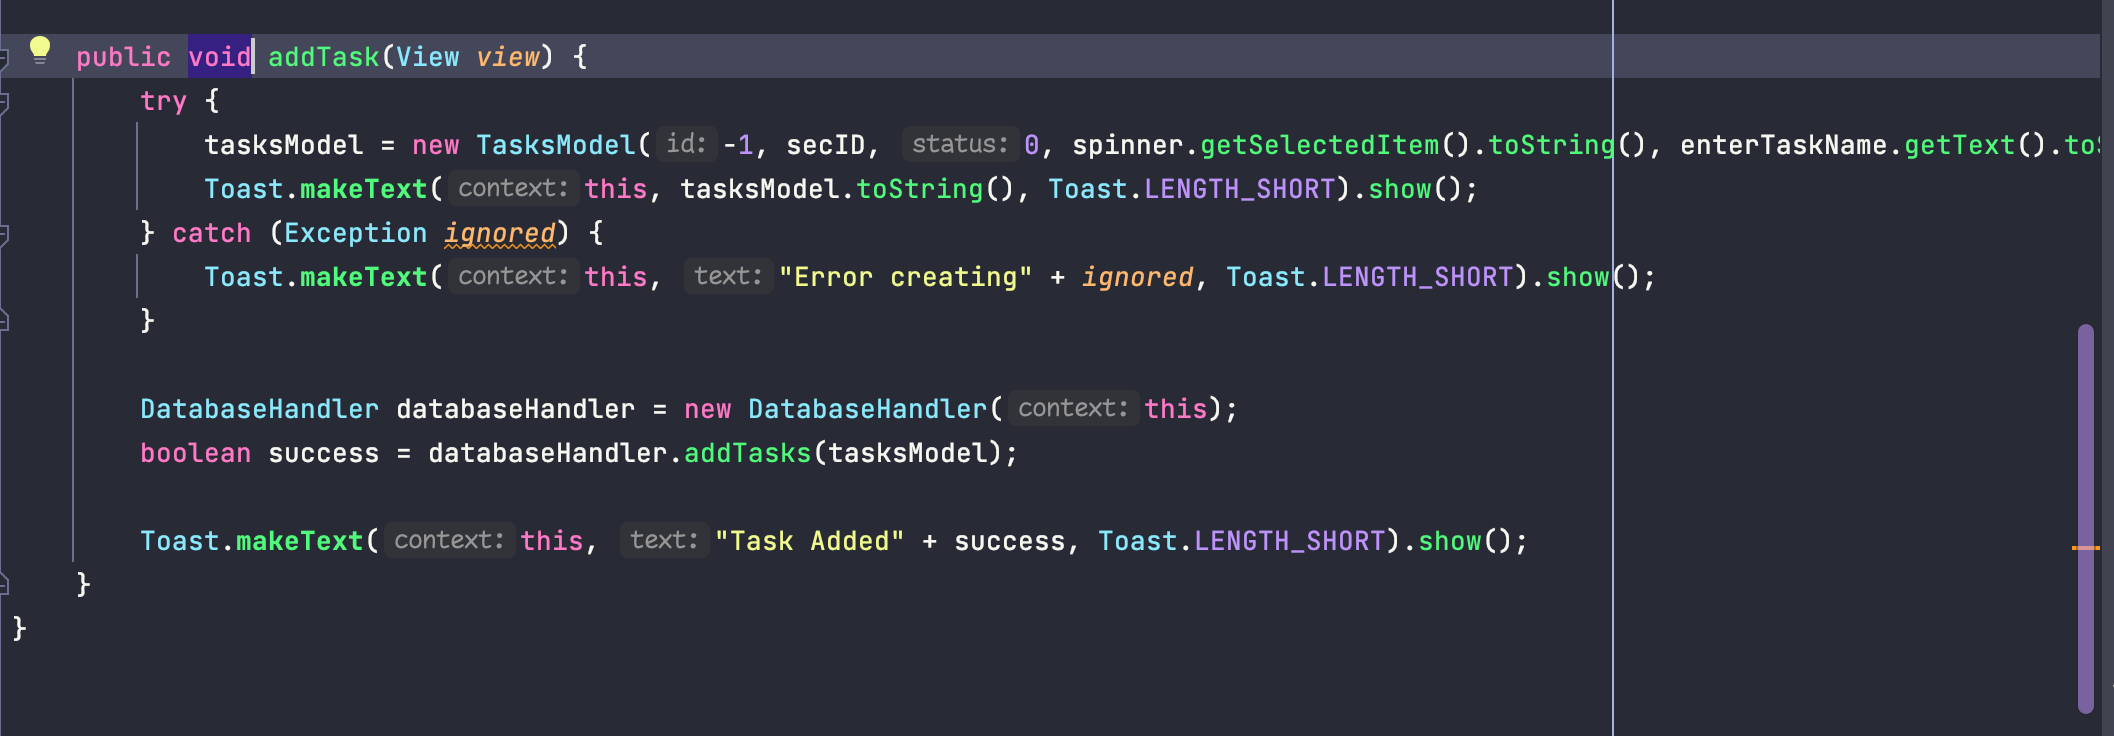 public void addTask(View view) {
try {
tasksModel = new TasksModel( id: -1, secID, status: 0, spinner.getSelectedItem().toString(), enterTaskName.getText().to
Toast.makeText( context: this, tasksModel.toString(), Toast.LENGTH_SHORT).show();
} catch (Exception ignored) {
Toast.makeText( context: this, text: "Error creating" + ignored, Toast.LENGTH_SHORT).show();
}
DatabaseHandler databaseHandler = new DatabaseHandler( context: this);
boolean success = databaseHandler.addTasks(tasksModel);
Toast.makeText( context: this, text: "Task Added" + success, Toast.LENGTH_SHORT).show();
}
}